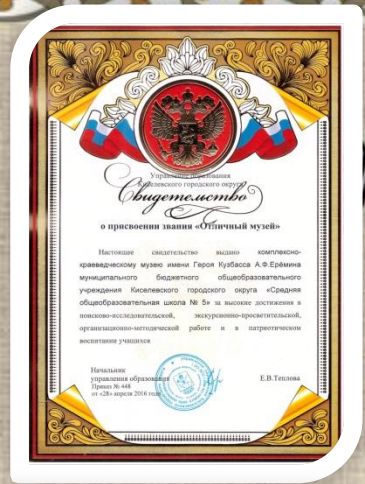 Управление образования
Киселевского городского округа
Свидетельство
о присвоении звания «Отличный музей»
Настоящее свидетельство выдано комплексно-
краеведческому музею имени Героя Кузбасса А.Ф.Ерёмина
муниципального бюджетного общеобразовательного
учреждения Киселевского городского округа «Средняя
общеобразовательная школа № 5» за высокие достижения в
поисково-исследовательской, экскурсионно-просветительской,
организационно-методической работе и в патриотическом
воспитании учащихся
Начальник
управления образования Е.В.Теплова
Приказ № 448
от «28» апреля 2016 года